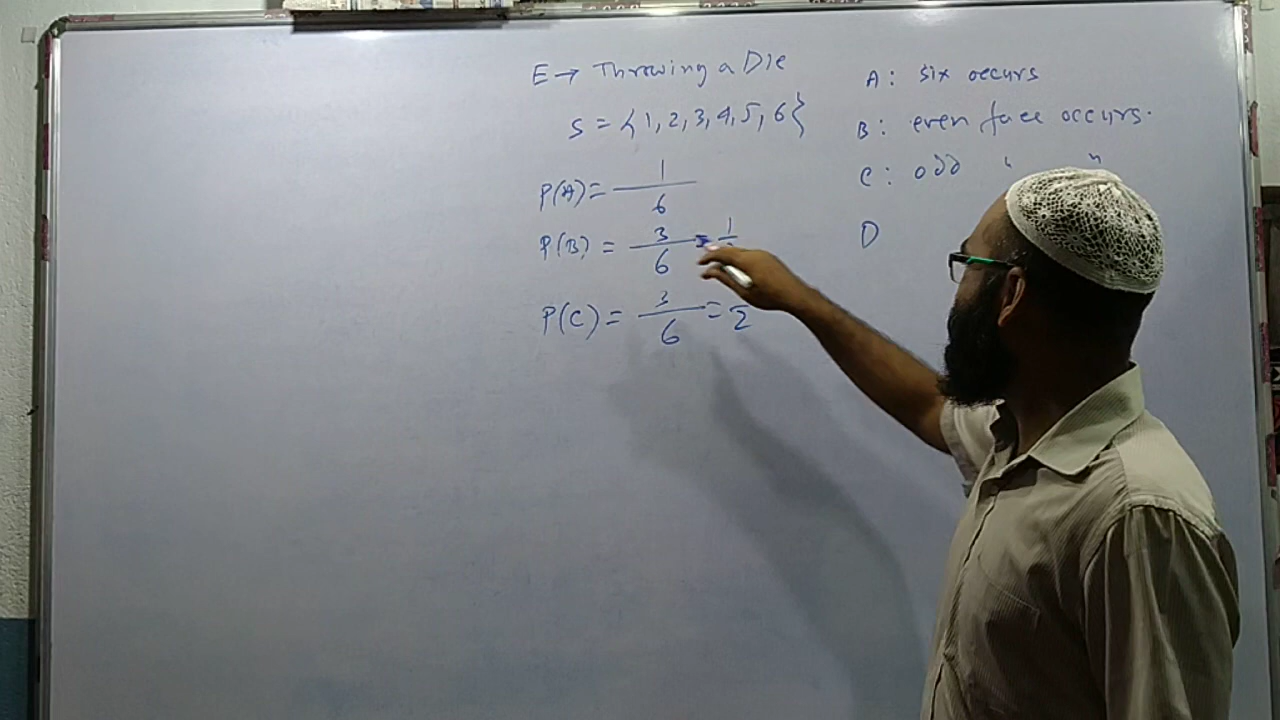 E → Throwing a Die
S = {1, 2, 3, 4, 5, 6}
P(A) = 1/6
P(B) = 3/6 = 1/
P(C) = 3/6 = /2
A: six occurs
B: even face occurs.
C: odd " "
D